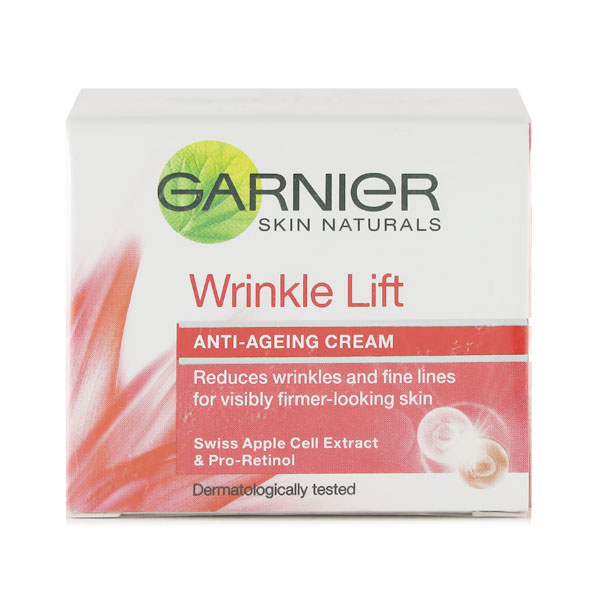 GARNIER
SKIN NATURALS
Wrinkle Lift
ANTI-AGEING CREAM
Reduces wrinkles and fine lines
for visibly firmer-looking skin
Swiss Apple Cell Extract
& Pro-Retinol
Dermatologically tested